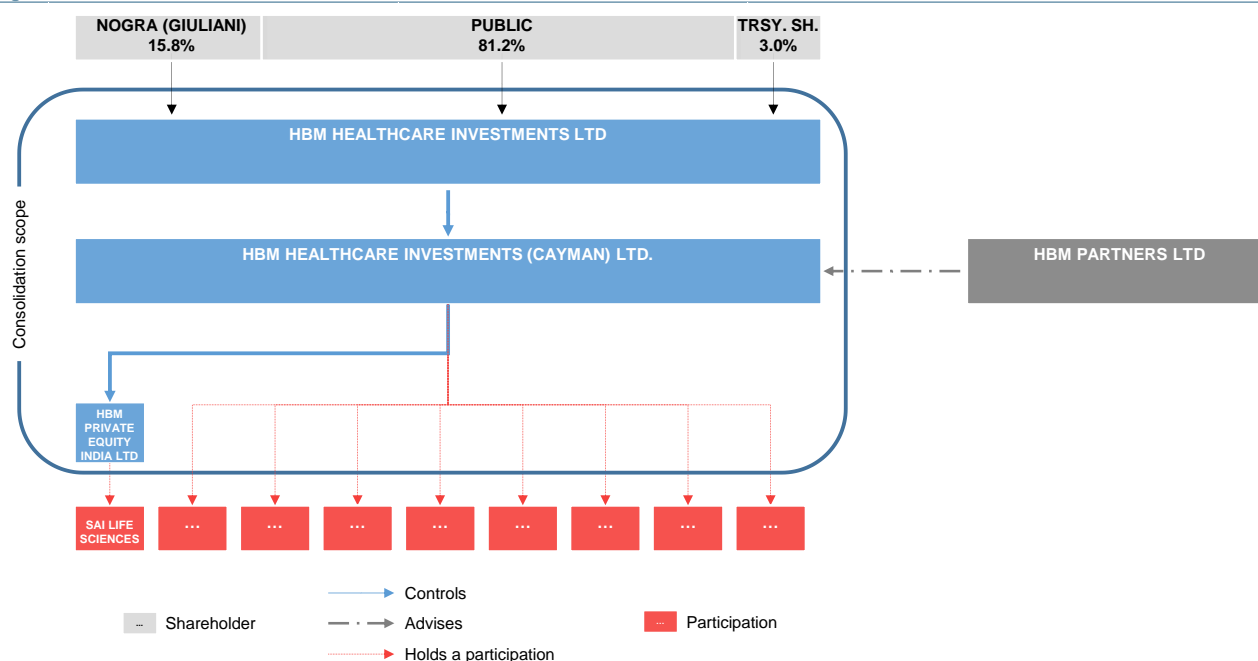 NOGRA (GIULIANI)
15.8%
PUBLIC
81.2%
TRSY. SH.
3.0%
HBM HEALTHCARE INVESTMENTS LTD
Consolidation scope
HBM HEALTHCARE INVESTMENTS (CAYMAN) LTD.
HBM PARTNERS LTD
HBM
PRIVATE
EQUITY
INDIA LTD
SAI LIFE
SCIENCES
...
...
...
...
...
...
...
...
Controls
... Shareholder
Advises
... Participation
Holds a participation